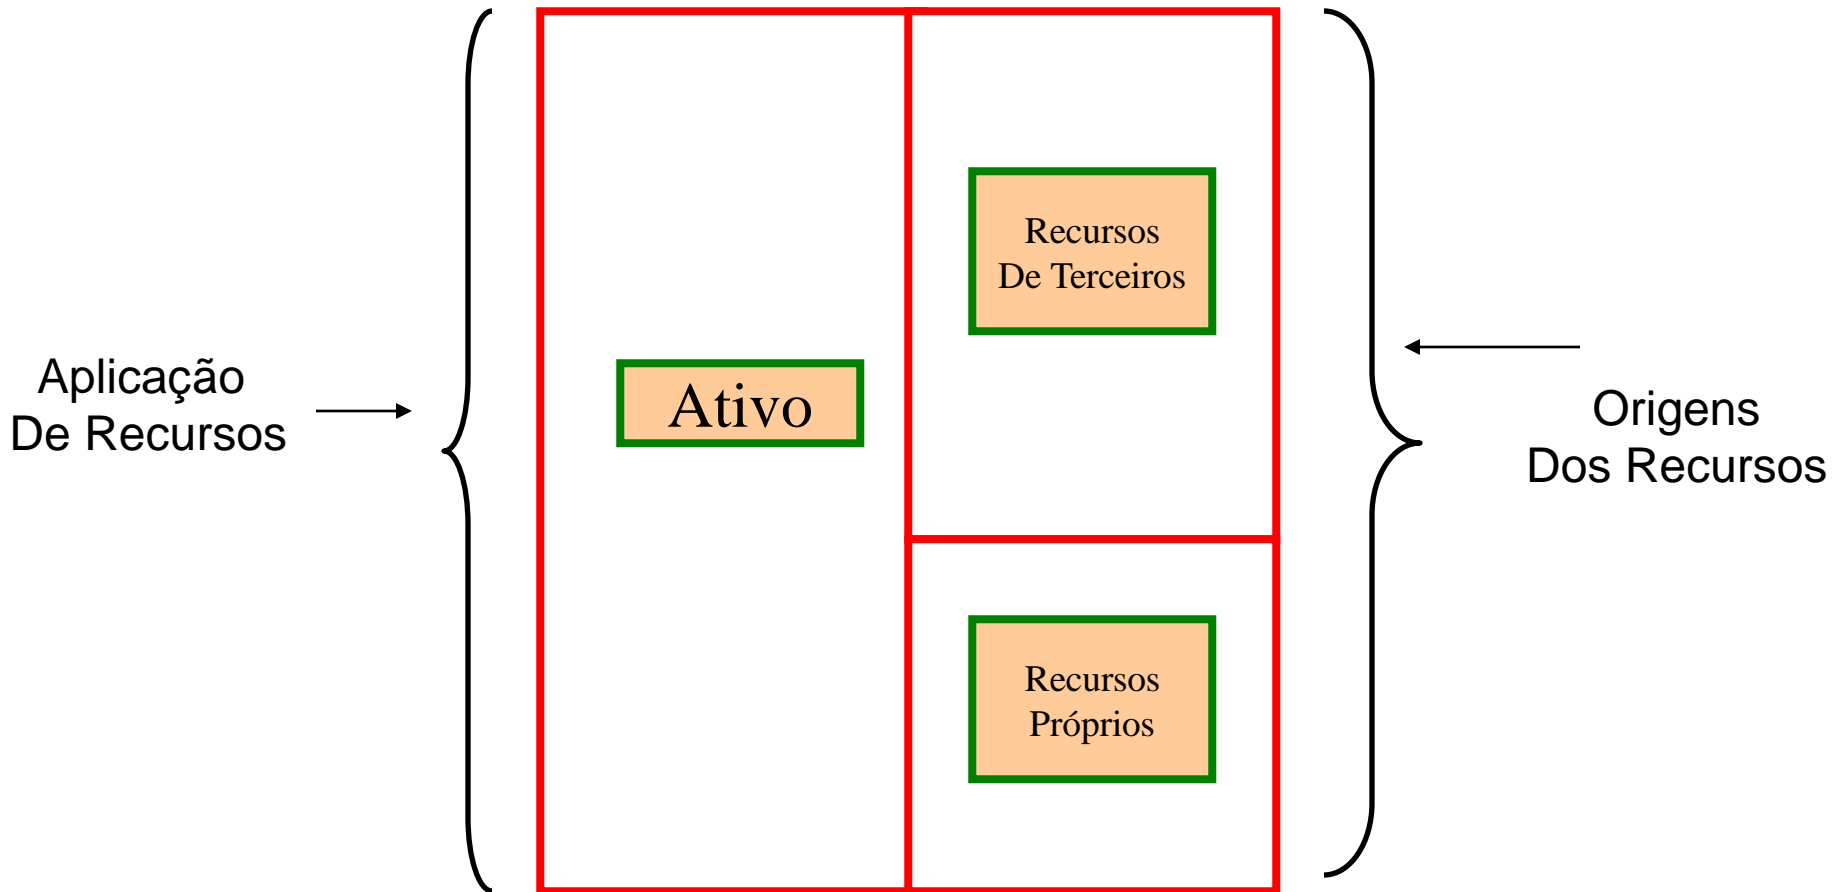 Aplicação
De Recursos
Ativo
Recursos
De Terceiros
Recursos
Próprios
Origens
Dos Recursos